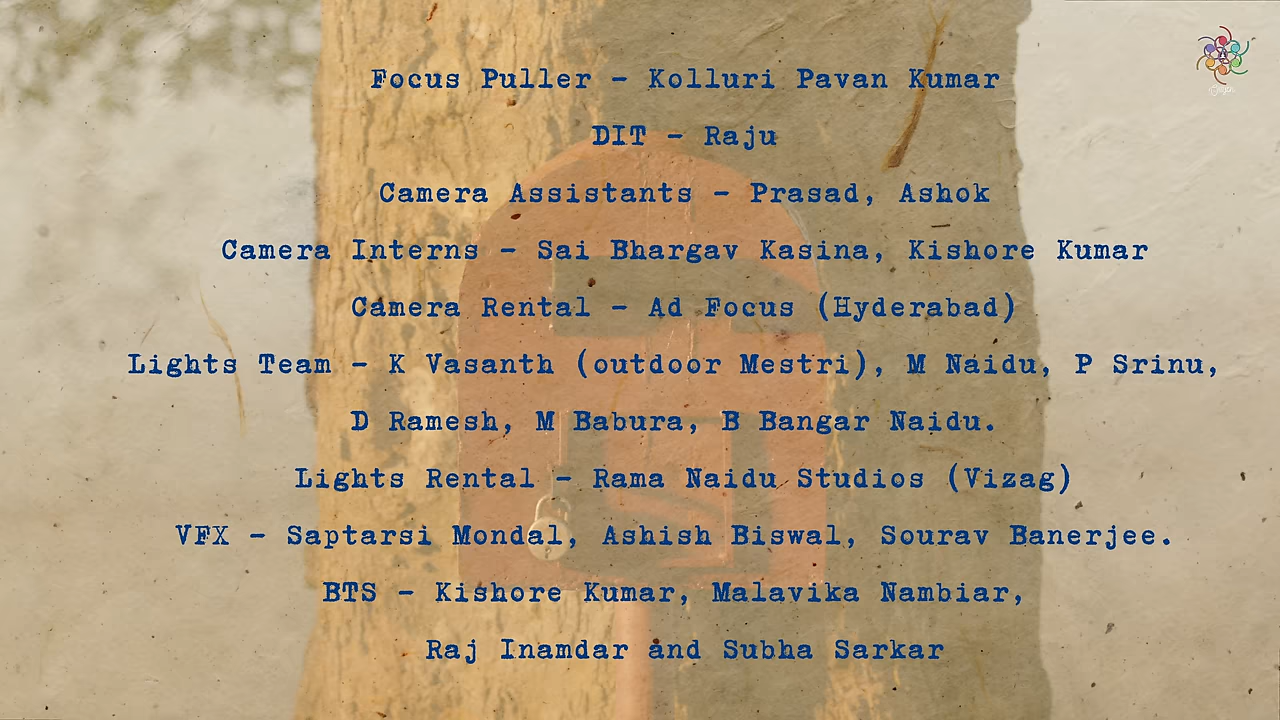 Focus Puller - Kolluri Pavan Kumar
DIT - Raju
Camera Assistants - Prasad, Ashok
Camera Interns - Sai Bhargav Kasina, Kishore Kumar
Camera Rental - Ad Focus (Hyderabad)
Lights Team - K Vasanth (outdoor Mestri), M Naidu, P Srinu,
D Ramesh, M Babura, B Bangar Naidu.
Lights Rental - Rama Naidu Studios (Vizag)
VFX - Saptarsi Mondal, Ashish Biswal, Sourav Banerjee.
BTS - Kishore Kumar, Malavika Nambiar,
Raj Inamdar and Subha Sarkar